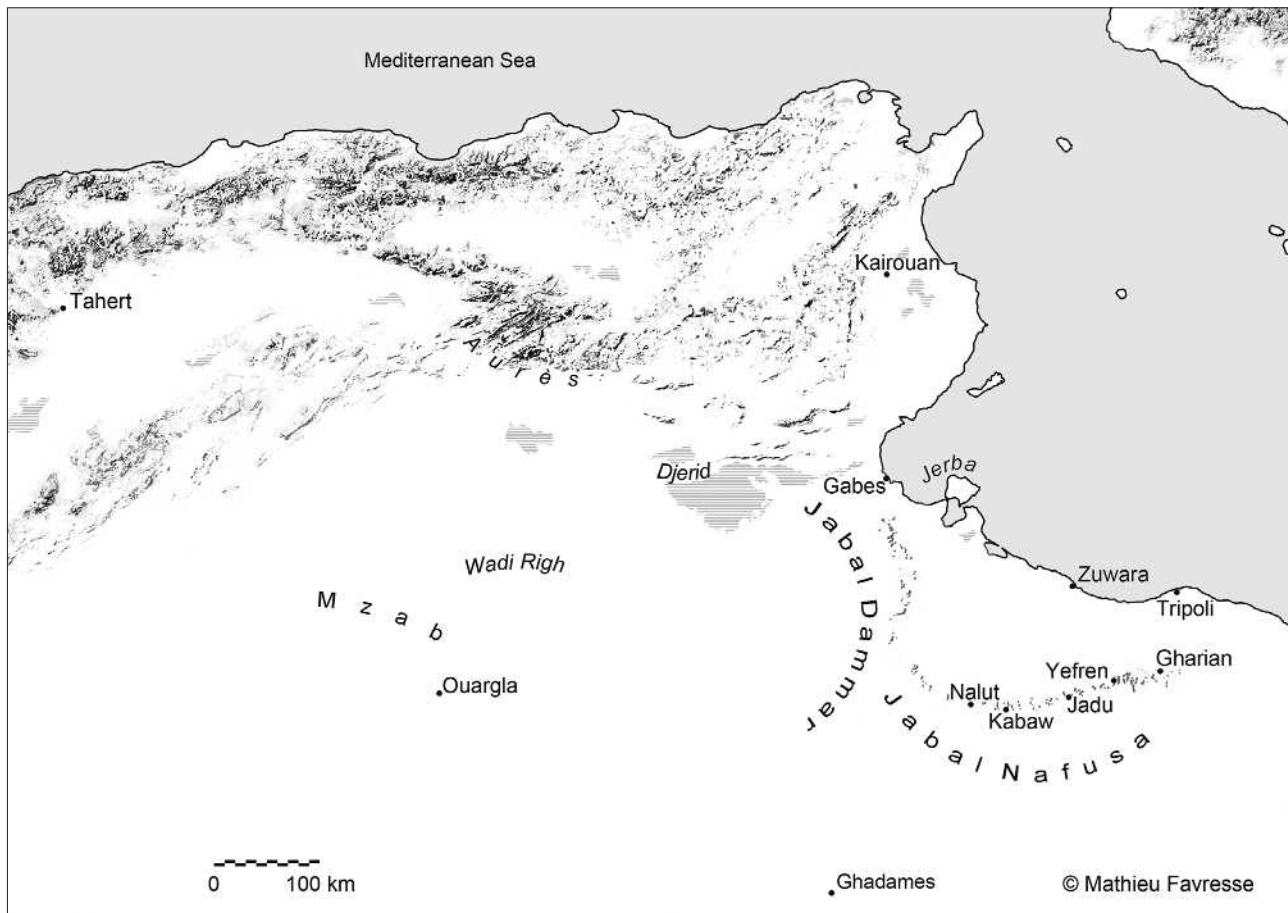 Mediterranean Sea
Kairouan
Tahert
Aurès
Djerid
Gabes
Jerba
Jabal Dammar
Wadi Righ
Mzab
Zuwara
Tripoli
Ouargla
Gharian
Yefren
Nalut
Jadu
Kabaw
Jabal Nafusa
0 100 km
Ghadames
© Mathieu Favresse